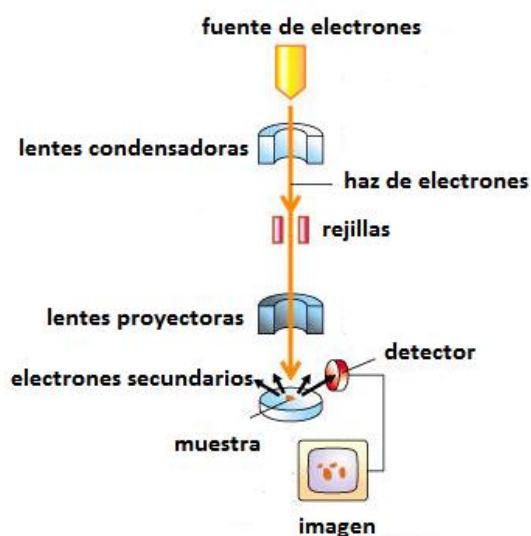 fuente de electrones
lentes condensadoras
haz de electrones
rejillas
lentes proyectoras
detector
electrones secundarios
muestra
imagen